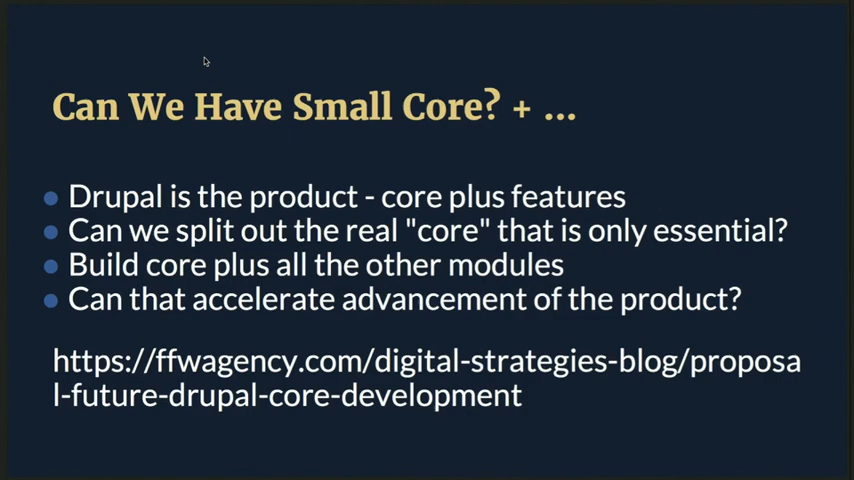 Can We Have Small Core? + ...
Drupal is the product - core plus features
Can we split out the real "core" that is only essential?
Build core plus all the other modules
Can that accelerate advancement of the product?
https://ffwagency.com/digital-strategies-blog/proposa
l-future-drupal-core-development